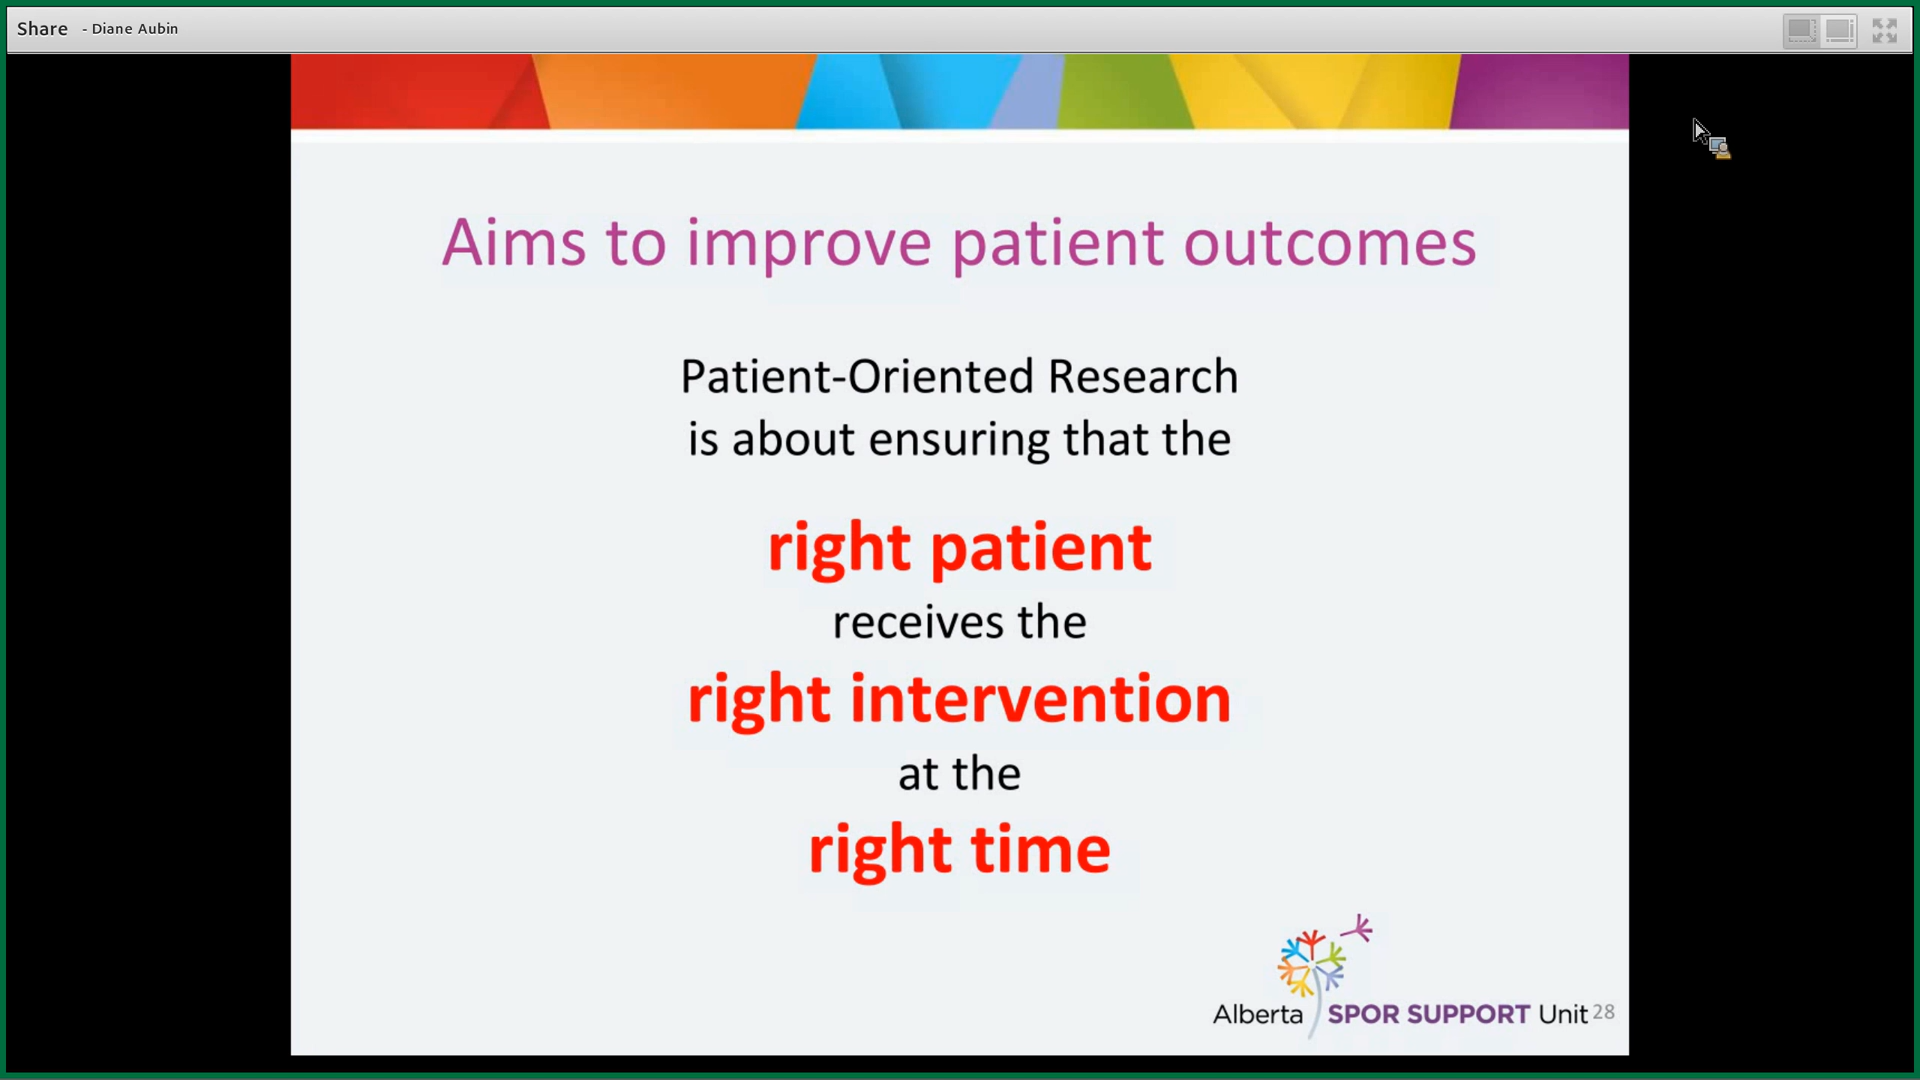 Share - Diane Aubin
Aims to improve patient outcomes
Patient-Oriented Research
is about ensuring that the
right patient
receives the
right intervention
at the
right time
Alberta SPOR SUPPORT Unit 28